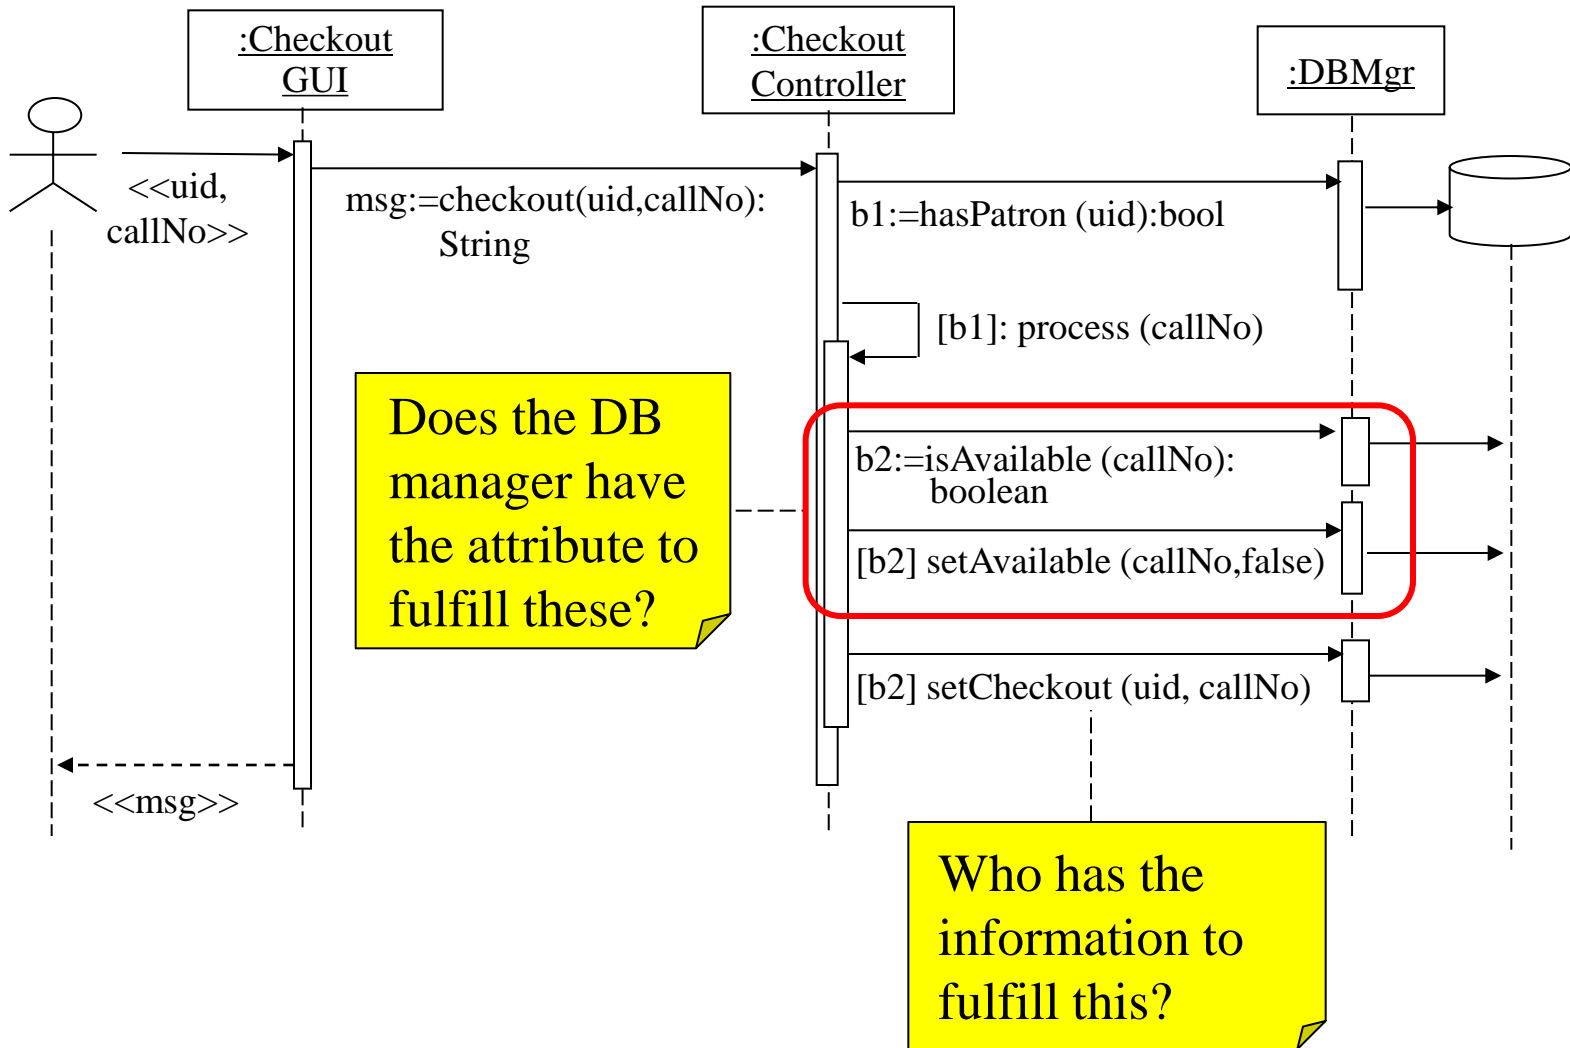 :Checkout
GUI
:Checkout
Controller
:DBMgr
<<uid,
callNo>>
msg:=checkout(uid,callNo):
String
b1:=hasPatron (uid):bool
[b1]: process (callNo)
Does the DB
manager have
the attribute to
fulfill these?
b2:=isAvailable (callNo):
boolean
[b2] setAvailable (callNo,false)
[b2] setCheckout (uid, callNo)
<<msg>>
Who has the
information to
fulfill this?